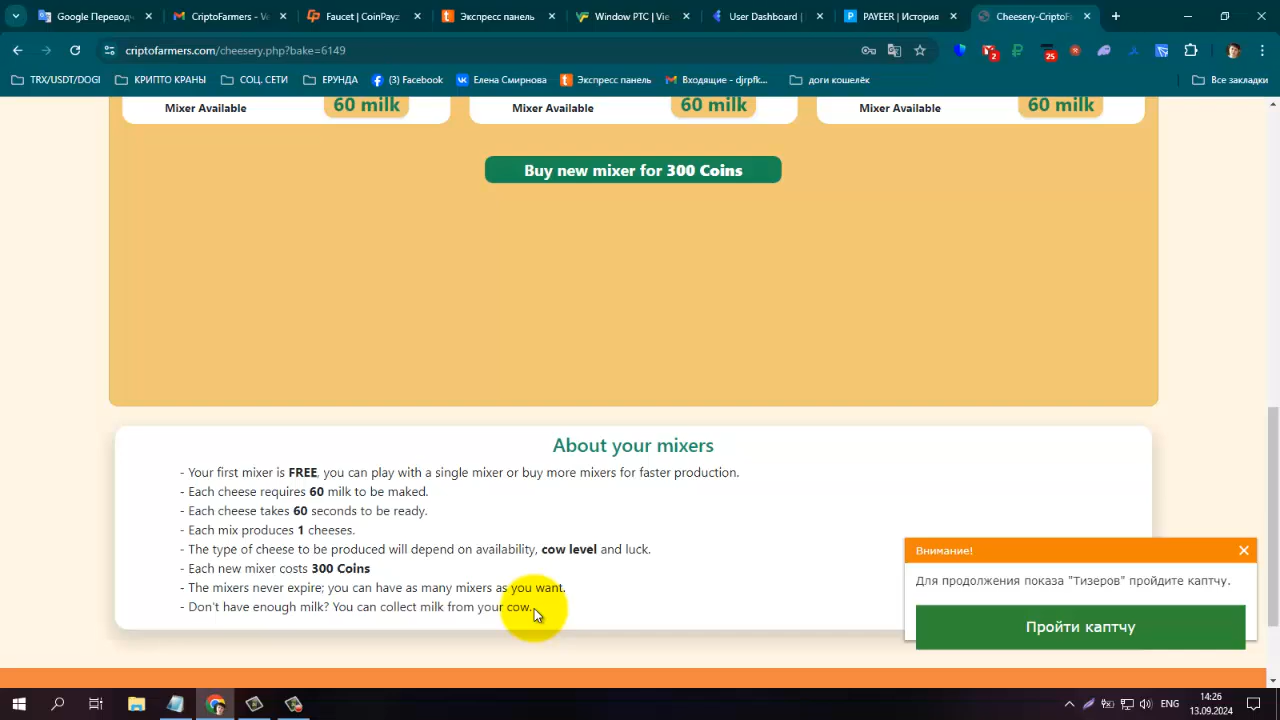 Google Перевод
CriptoFarmers - Ve
Faucet | CoinPayz
Экспресс панель
Window PTC | Vie
User Dashboard |
PAYEER | История
Cheesery-CriptoFa
criptofarmers.com/cheesery.php?bake=6149
2
25
TRX/USDT/DOGI
КРИПТО КРАНЫ
СОЦ. СЕТИ
ЕРУНДА
(3) Facebook
Елена Смирнова
Экспресс панель
Входящие - djrpfk...
доги кошелёк
Все закладки
Mixer Available
60 milk
Mixer Available
60 milk
Mixer Available
60 milk
Buy new mixer for 300 Coins
About your mixers
- Your first mixer is FREE, you can play with a single mixer or buy more mixers for faster production.
- Each cheese requires 60 milk to be maked.
- Each cheese takes 60 seconds to be ready.
- Each mix produces 1 cheeses.
- The type of cheese to be produced will depend on availability, cow level and luck.
- Each new mixer costs 300 Coins
- The mixers never expire; you can have as many mixers as you want.
- Don't have enough milk? You can collect milk from your cow.
Внимание!
Для продолжения показа "Тизеров" пройдите каптчу.
Пройти каптчу
ENG
14:26
13.09.2024